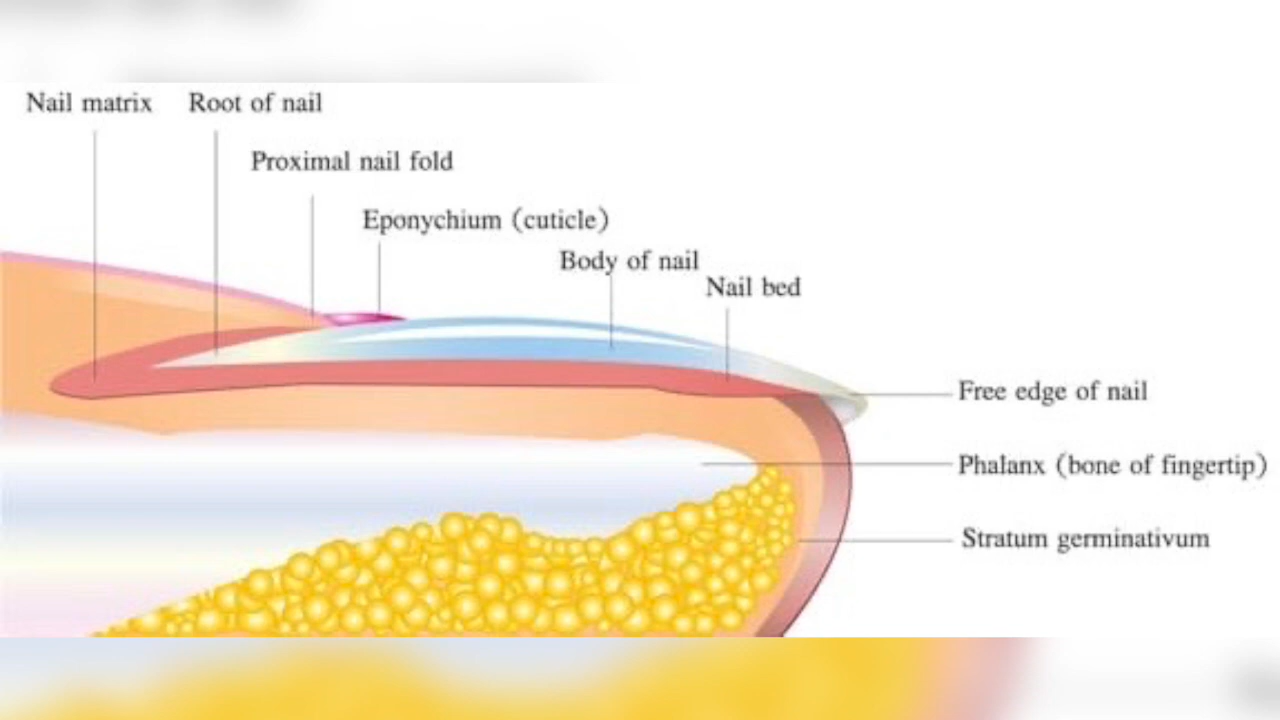 Nail matrix
Root of nail
Proximal nail fold
Eponychium (cuticle)
Body of nail
Nail bed
Free edge of nail
Phalanx (bone of fingertip)
Stratum germinativum